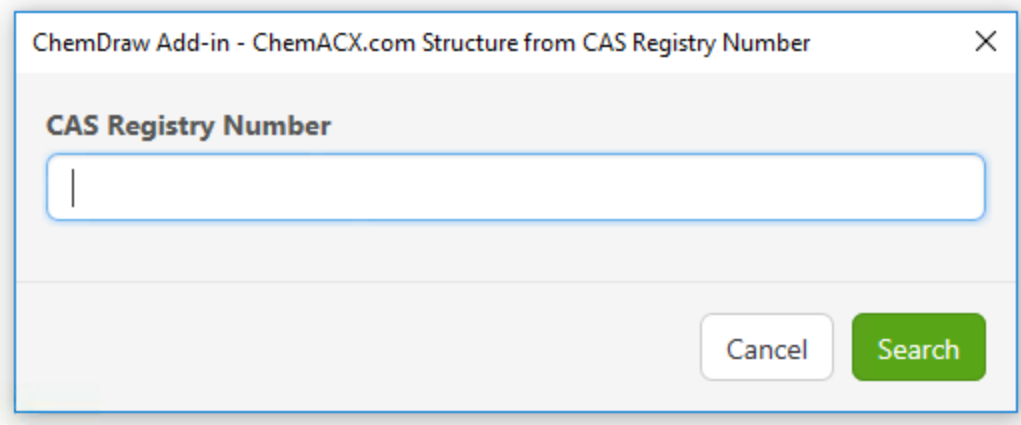 ChemDraw Add-in - ChemACX.com Structure from CAS Registry Number
CAS Registry Number
Cancel
Search